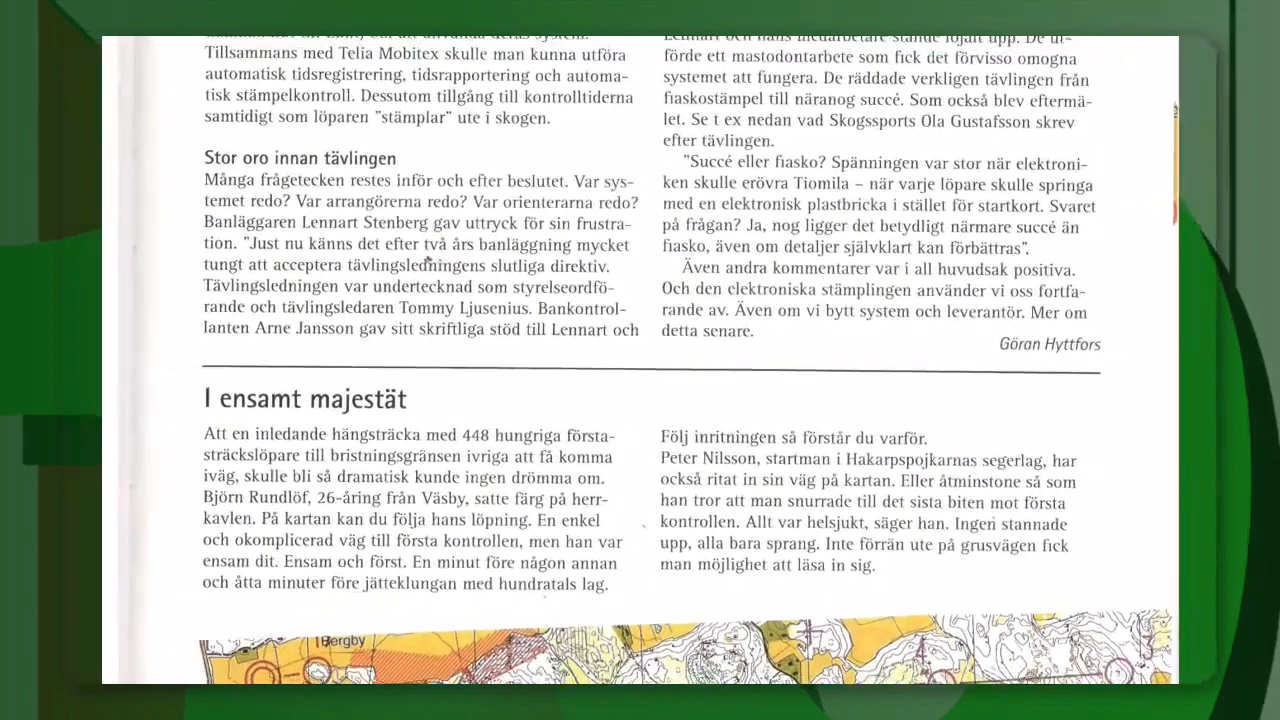 Tillsammans med Telia Mobitex skulle man kunna utföra
automatisk tidsregistrering, tidsrapportering och automa-
tisk stämpelkontroll. Dessutom tillgång till kontrolltiderna
samtidigt som löparen "stämplar" ute i skogen.
Stor oro innan tävlingen
Många frågetecken restes inför och efter beslutet. Var sys-
temet redo? Var arrangörerna redo? Var orienterarna redo?
Banläggaren Lennart Stenberg gav uttryck för sin frustra-
tion. "Just nu känns det efter två års banläggning mycket
tungt att acceptera tävlingsledningens slutliga direktiv.
Tävlingsledningen var undertecknad som styrelseordfö-
rande och tävlingsledaren Tommy Ljusenius. Bankontrol-
lanten Arne Jansson gav sitt skriftliga stöd till Lennart och
Lennart och hans medarbetare ställde lojalt upp. De ut-
förde ett mastodontarbete som fick det förvisso omogna
systemet att fungera. De räddade verkligen tävlingen från
fiaskostämpel till näranog succé. Som också blev eftermä-
let. Se t ex nedan vad Skogssports Ola Gustafsson skrev
efter tävlingen.
"Succé eller fiasko? Spänningen var stor när elektroni-
ken skulle erövra Tiomila – när varje löpare skulle springa
med en elektronisk plastbricka i stället för startkort. Svaret
på frågan? Ja, nog ligger det betydligt närmare succé än
fiasko, även om detaljer självklart kan förbättras".
Även andra kommentarer var i all huvudsak positiva.
Och den elektroniska stämplingen använder vi oss fortfa-
rande av. Även om vi bytt system och leverantör. Mer om
detta senare.
Göran Hyttfors
I ensamt majestät
Att en inledande hängsträcka med 448 hungriga första-
sträckslöpare till bristningsgränsen ivriga att få komma
iväg, skulle bli så dramatisk kunde ingen drömma om.
Björn Rundlöf, 26-åring från Väsby, satte färg på herr-
kavlen. På kartan kan du följa hans löpning. En enkel
och okomplicerad väg till första kontrollen, men han var
ensam dit. Ensam och först. En minut före någon annan
och åtta minuter före jätteklungan med hundratals lag.
Följ inritningen så förstår du varför.
Peter Nilsson, startman i Hakarpspojkarnas segerlag, har
också ritat in sin väg på kartan. Eller åtminstone så som
han tror att man snurrade till det sista biten mot första
kontrollen. Allt var helsjukt, säger han. Ingen stannade
upp, alla bara sprang. Inte förrän ute på grusvägen fick
man möjlighet att läsa in sig.
Bergby
4